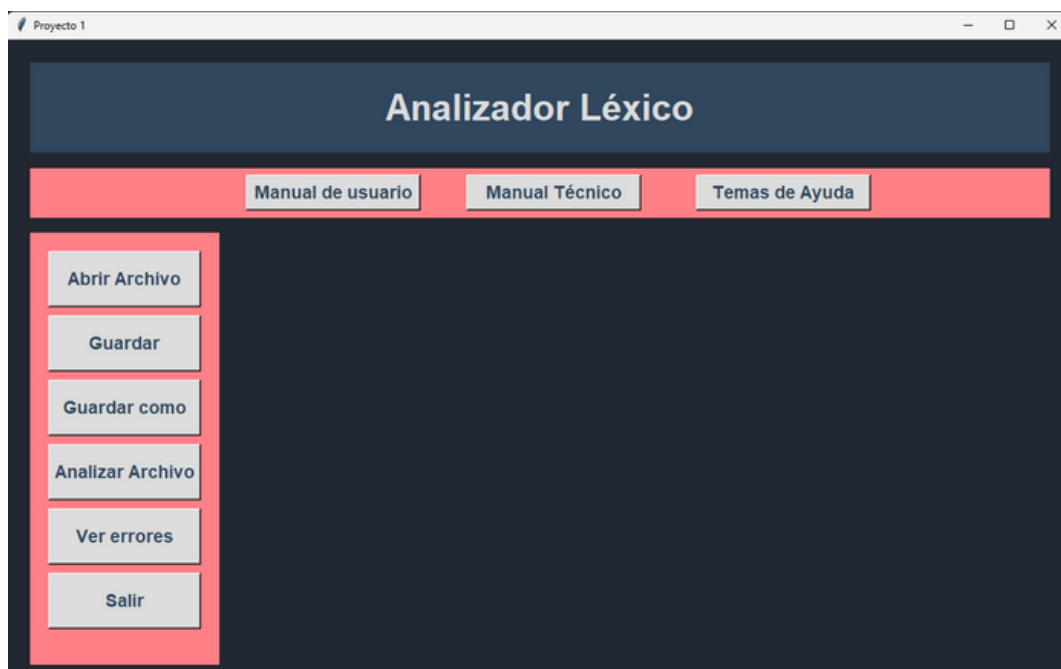 Proyecto 1
Analizador Léxico
Manual de usuario
Manual Técnico
Temas de Ayuda
Abrir Archivo
Guardar
Guardar como
Analizar Archivo
Ver errores
Salir